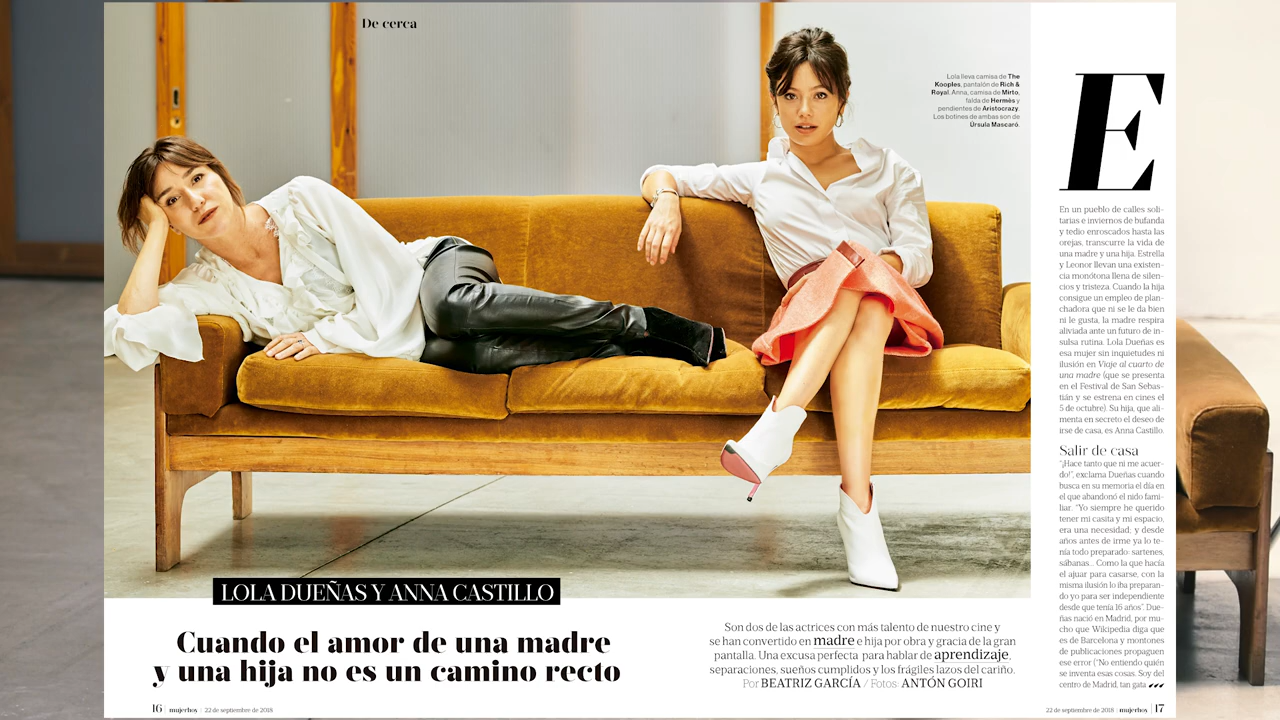 De cerca
Lola lleva camisa de The
Kooples, pantalón de Rich &
Royal. Anna, camisa de Mirto,
falda de Hermès y
pendientes de Aristocrazy.
Los botines de ambas son de
Úrsula Mascaró.
LOLA DUEÑAS Y ANNA CASTILLO
Cuando el amor de una madre
y una hija no es un camino recto
Son dos de las actrices con más talento de nuestro cine y
se han convertido en madre e hija por obra y gracia de la gran
pantalla. Una excusa perfecta para hablar de aprendizaje,
separaciones, sueños cumplidos y los frágiles lazos del cariño.
Por BEATRIZ GARCÍA / Fotos: ANTÓN GOIRI
16 | mujerhoy | 22 de septiembre de 2018
E
En un pueblo de calles soli-
tarias e inviernos de bufanda
y tedio enroscados hasta las
orejas, transcurre la vida de
una madre y una hija. Estrella
y Leonor llevan una existen-
cia monótona llena de silen-
cios y tristeza. Cuando la hija
consigue un empleo de plan-
chadora que ni se le da bien
ni le gusta, la madre respira
aliviada ante un futuro de in-
sulsa rutina. Lola Dueñas es
esa mujer sin inquietudes ni
ilusión en Viaje al cuarto de
una madre (que se presenta
en el Festival de San Sebas-
tián y se estrena en cines el
5 de octubre). Su hija, que ali-
menta en secreto el deseo de
irse de casa, es Anna Castillo.
Salir de casa
"¡Hace tanto que ni me acuer-
do!", exclama Dueñas cuando
busca en su memoria el día en
el que abandonó el nido fami-
liar. "Yo siempre he querido
tener mi casita y mi espacio,
era una necesidad; y desde
años antes de irme ya lo te-
nía todo preparado: sartenes,
sábanas... Como la que hacía
el ajuar para casarse, con la
misma ilusión lo iba preparan-
do yo para ser independiente
desde que tenía 16 años". Due-
ñas nació en Madrid, por mu-
cho que Wikipedia diga que
es de Barcelona y montones
de publicaciones propaguen
ese error ("No entiendo quién
se inventa esas cosas. Soy del
centro de Madrid, tan gata
22 de septiembre de 2018 | mujerhoy | 17